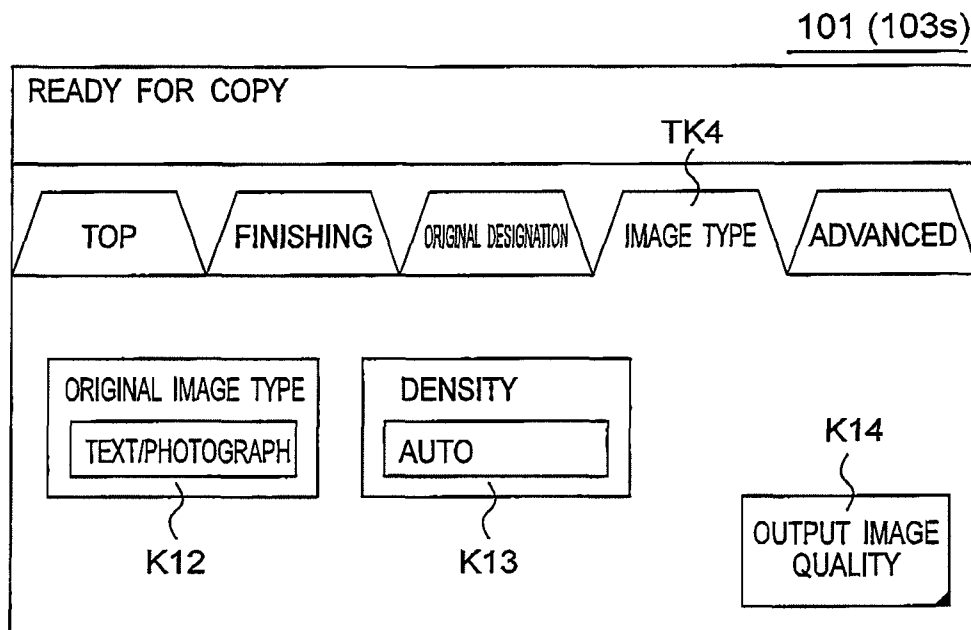 101 (103s)
READY FOR COPY
TK4
TOP FINISHING ORIGINAL DESIGNATION IMAGE TYPE ADVANCED
ORIGINAL IMAGE TYPE
TEXT/PHOTOGRAPH
K12
DENSITY
AUTO
K13
K14
OUTPUT IMAGE
QUALITY